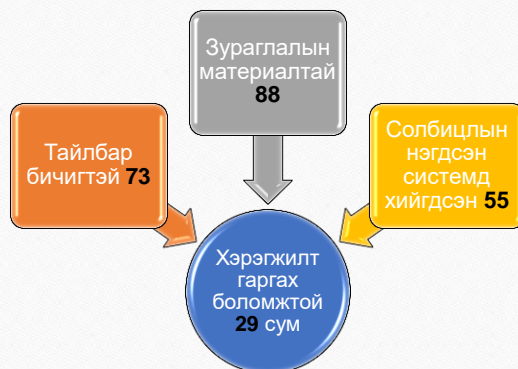 Зураглалын
материалтай
88
Тайлбар
бичигтэй 73
Солбицлын
нэгдсэн
системд
хийгдсэн 55
Хэрэгжилт
гаргах
боломжтой
29 сум